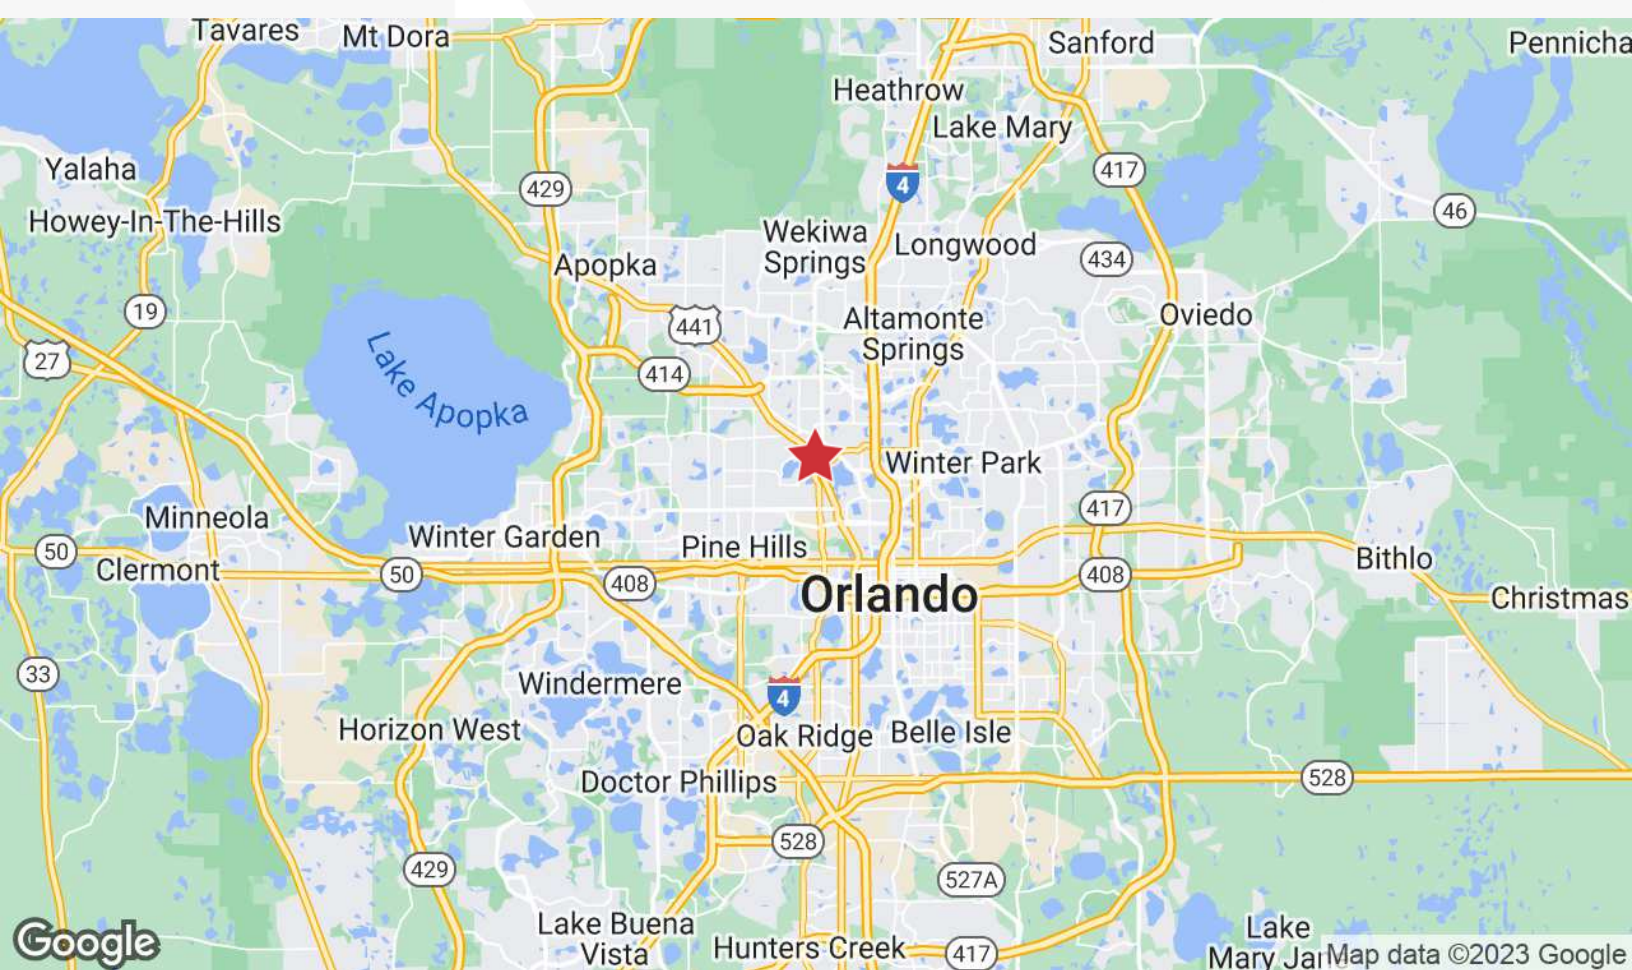 Tavares
Mt Dora
Sanford
Pennicha
Heathrow
Lake Mary
Yalaha
417
4
429
46
Howey-In-The-Hills
Wekiwa
Springs
Longwood
434
Apopka
19
441
Altamonte
Springs
Oviedo
27
Lake Apopka
414
Winter Park
417
Minneola
Winter Garden
Pine Hills
50
Clermont
50
408
Orlando
408
Bithlo
Christmas
33
Windermere
4
Horizon West
Oak Ridge
Belle Isle
Doctor Phillips
528
528
429
527A
Lake Buena
Vista
Hunters Creek
417
Lake
Mary Jane
Google
Map data ©2023 Google